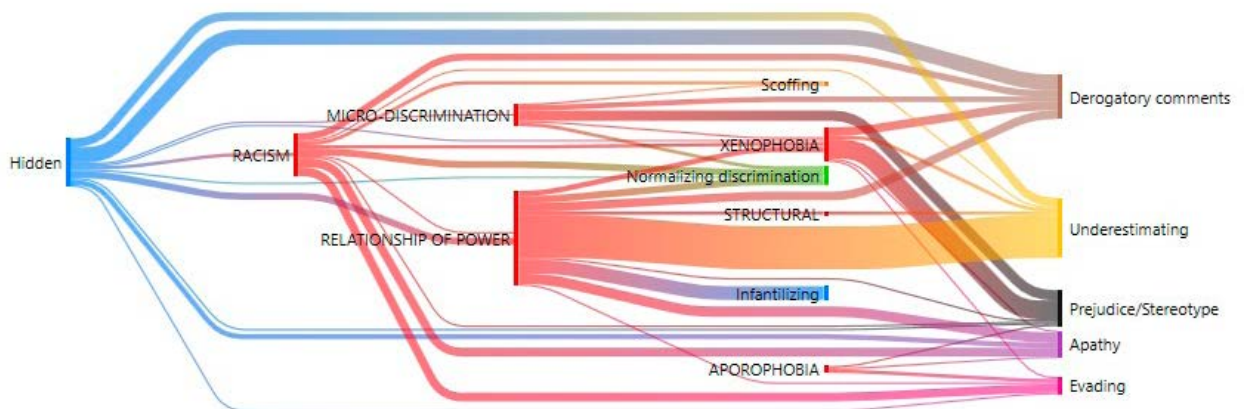 Scoffing
Derogatory comments
MICRO-DISCRIMINATION
XENOPHOBIA
Hidden
RACISM
Normalizing discrimination
STRUCTURAL
Underestimating
RELATIONSHIP OF POWER
Infantilizing
Prejudice/Stereotype
Apathy
APOROPHOBIA
Evading